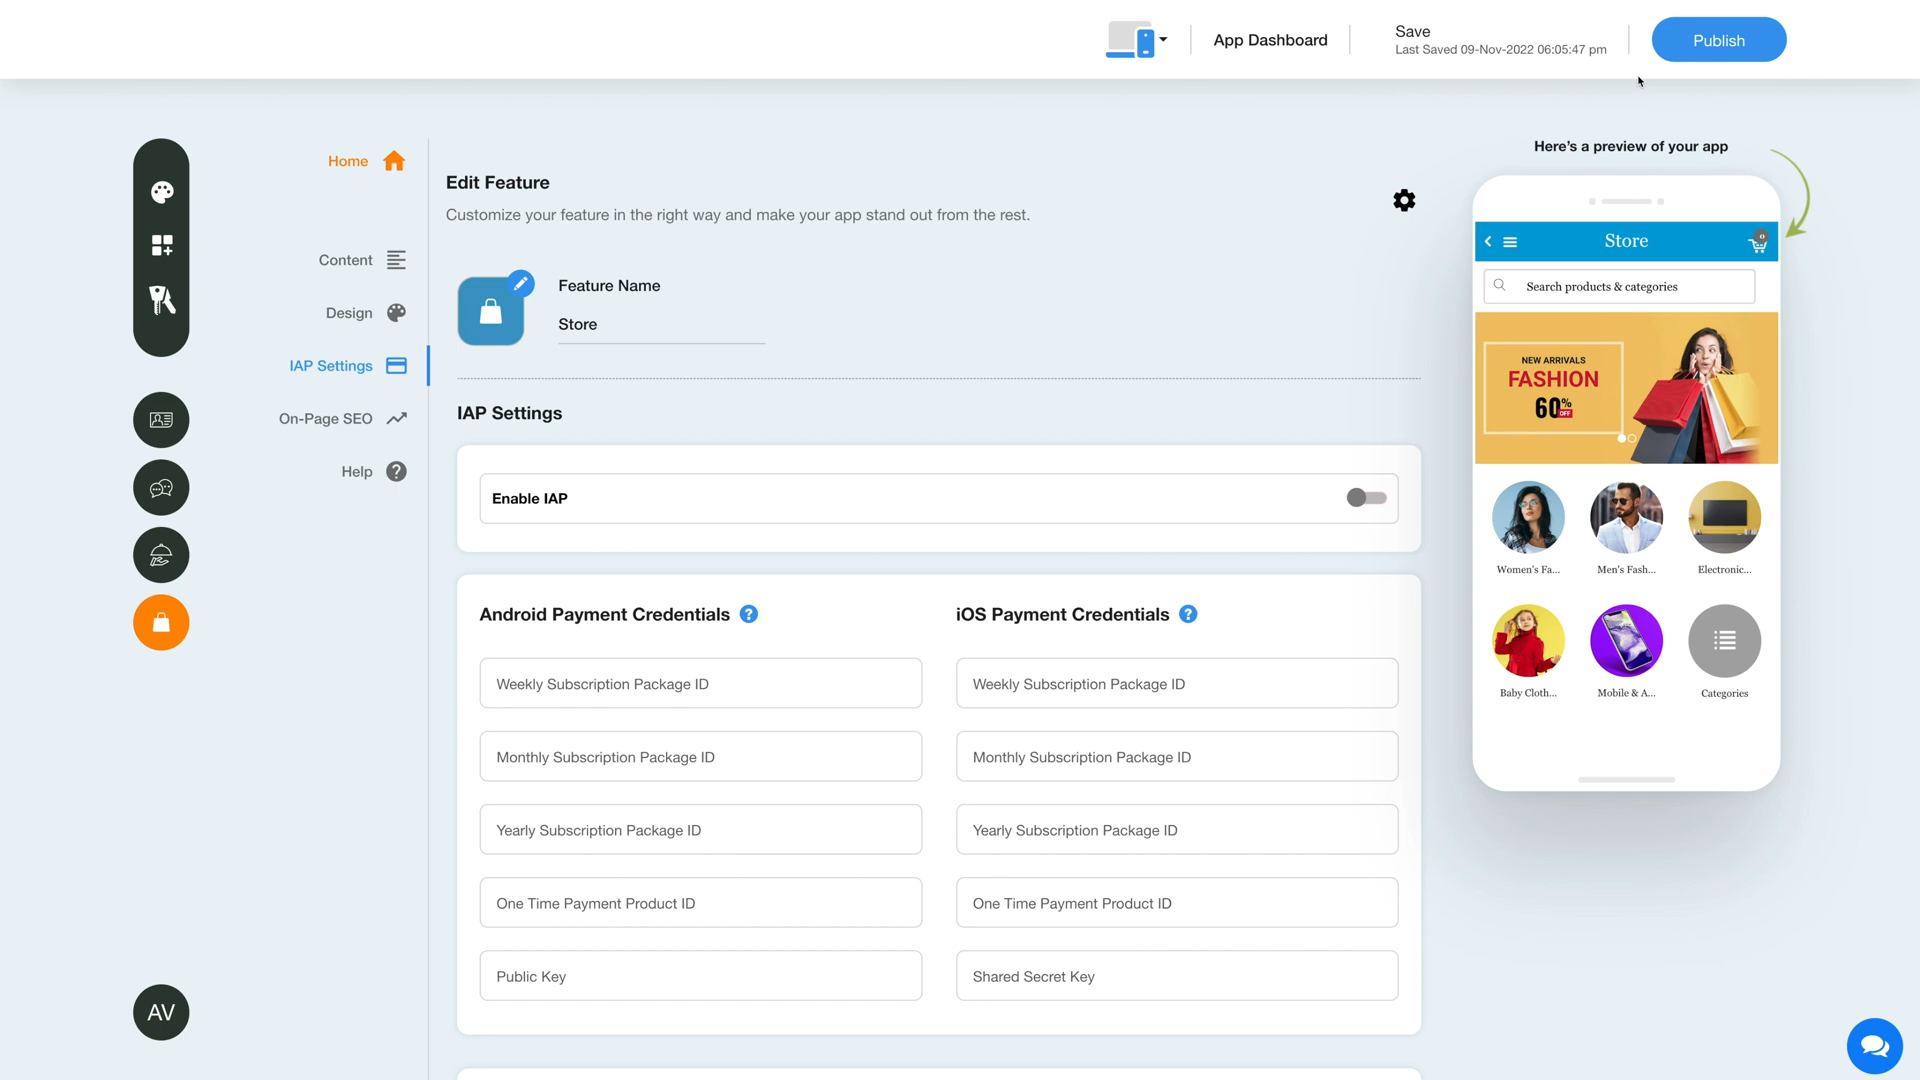 App Dashboard
Save
Last Saved 09-Nov-2022 06:05:47 pm
Publish
Home
Content
Design
IAP Settings
On-Page SEO
Help
AV
Edit Feature
Customize your feature in the right way and make your app stand out from the rest.
Feature Name
Store
IAP Settings
Enable IAP
Android Payment Credentials ?
Weekly Subscription Package ID
Monthly Subscription Package ID
Yearly Subscription Package ID
One Time Payment Product ID
Public Key
iOS Payment Credentials ?
Weekly Subscription Package ID
Monthly Subscription Package ID
Yearly Subscription Package ID
One Time Payment Product ID
Shared Secret Key
Here's a preview of your app
Store
0
Search products & categories
NEW ARRIVALS
FASHION
60% OFF
Women's Fa...
Men's Fash...
Electronic...
Baby Cloth...
Mobile & A...
Categories